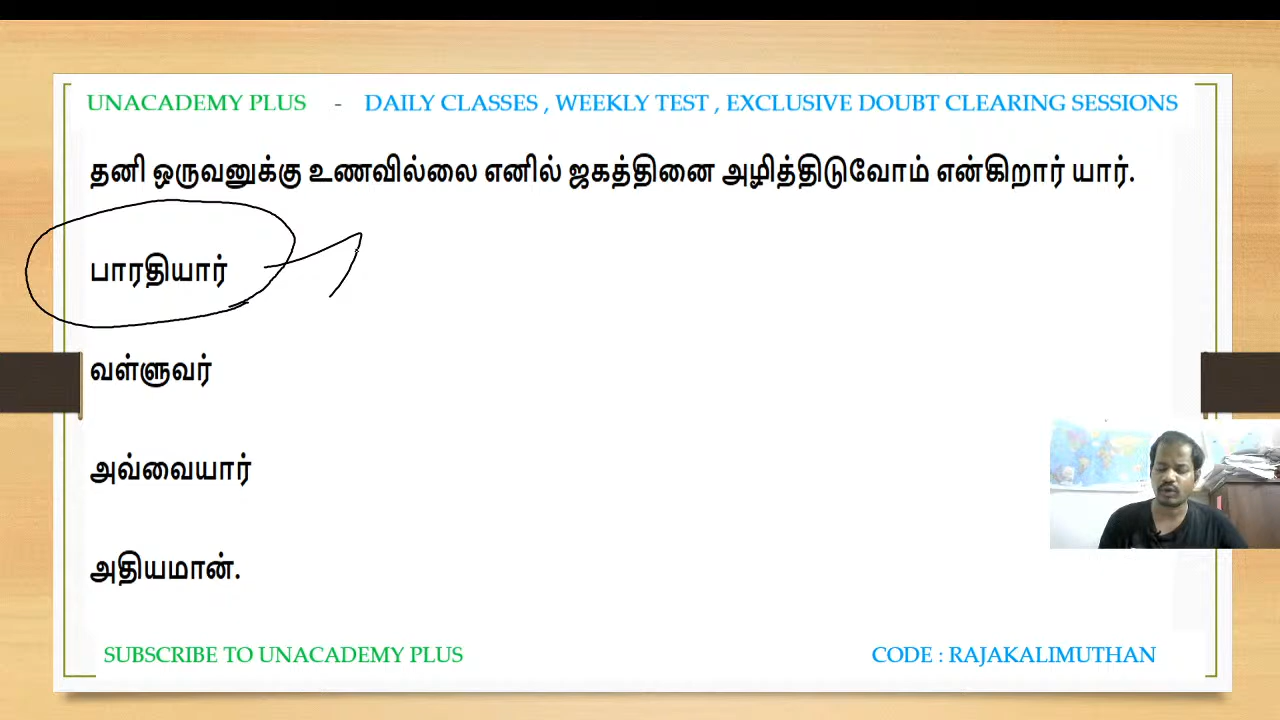 UNACADEMY PLUS - DAILY CLASSES , WEEKLY TEST , EXCLUSIVE DOUBT CLEARING SESSIONS
தனி ஒருவனுக்கு உணவில்லை எனில் ஜகத்தினை அழித்திடுவோம் என்கிறார் யார்.
பாரதியார்
வள்ளுவர்
அவ்வையார்
அதியமான்.
SUBSCRIBE TO UNACADEMY PLUS CODE : RAJAKALIMUTHAN